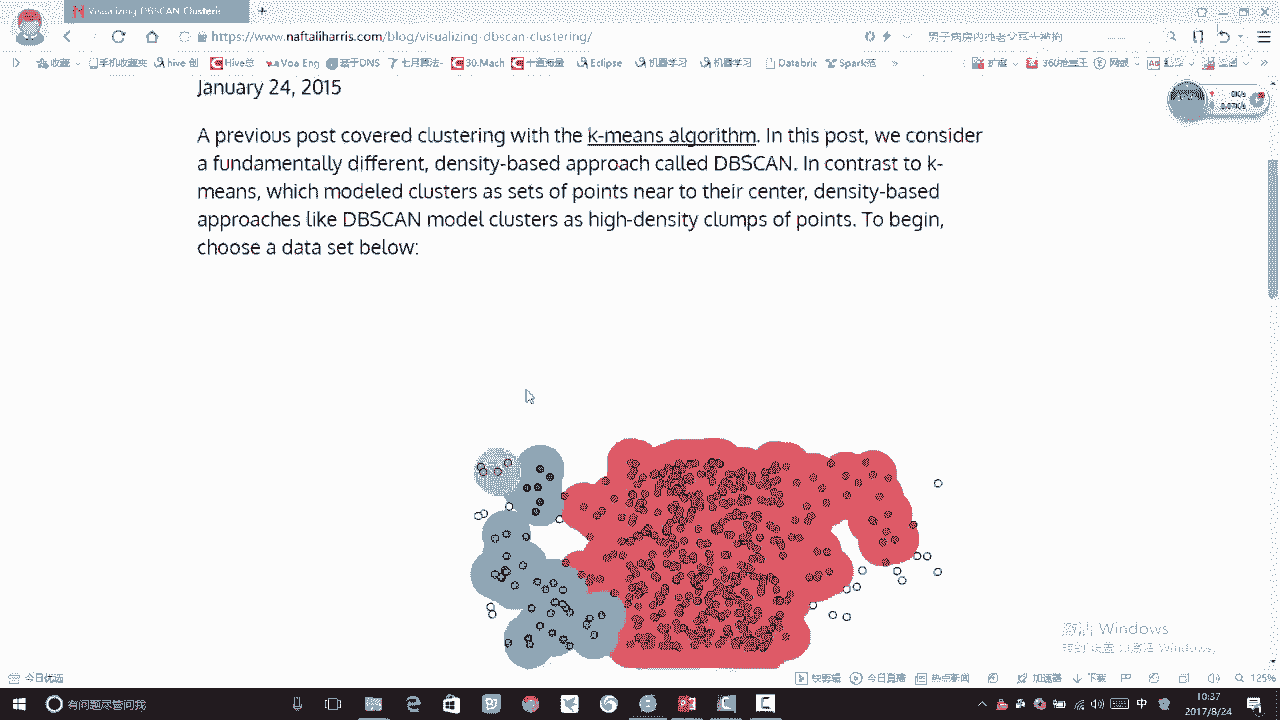 Visualizing DBSCAN Clusterin
https://www.naftaliharris.com/blog/visualizing-dbscan-clustering/
收藏
手机收藏夹
hive 创
Hive总
Voa Eng
基于DNS
七月算法-
30.Mach
十道海量
Eclipse
机器学习
机器学习
Databric
Spark范
扩展
网银
January 24, 2015
A previous post covered clustering with the k-means algorithm. In this post, we consider
a fundamentally different, density-based approach called DBSCAN. In contrast to k-
means, which modeled clusters as sets of points near to their center, density-based
approaches like DBSCAN model clusters as high-density clumps of points. To begin,
choose a data set below:
激活 Windows
转到"设置"以激活 Windows。
今日优选
快剪辑
今日直播
热点新闻
加速器
下载
125%
有问题尽管问我
中
10:37
2017/8/24